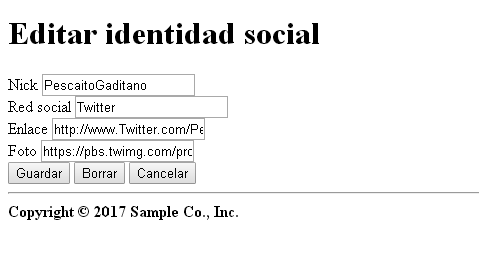 Editar identidad social
Nick PescaitoGaditano
Red social Twitter
Enlace http://www.Twitter.com/Pe
Foto https://pbs.twimg.com/pro
Guardar Borrar Cancelar
Copyright © 2017 Sample Co., Inc.